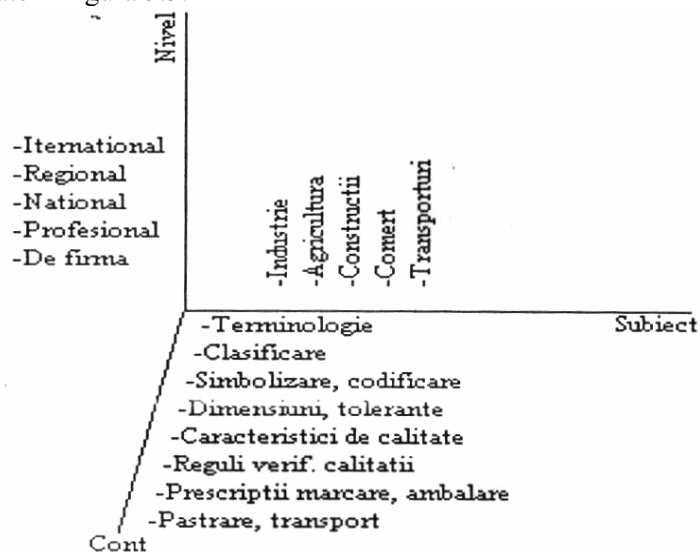 Nivel
-Iternational
-Regional
-National
-Profesional
-De firma
-Industrie
-Agricultura
-Constructii
-Comert
-Transporturi
Subiect
-Terminologie
-Clasificare
-Simbolizare, codificare
-Dimensiuni, tolerante
-Caracteristici de calitate
-Reguli verif. calitatii
-Prescriptii marcare, ambalare
-Pastrare, transport
Cont